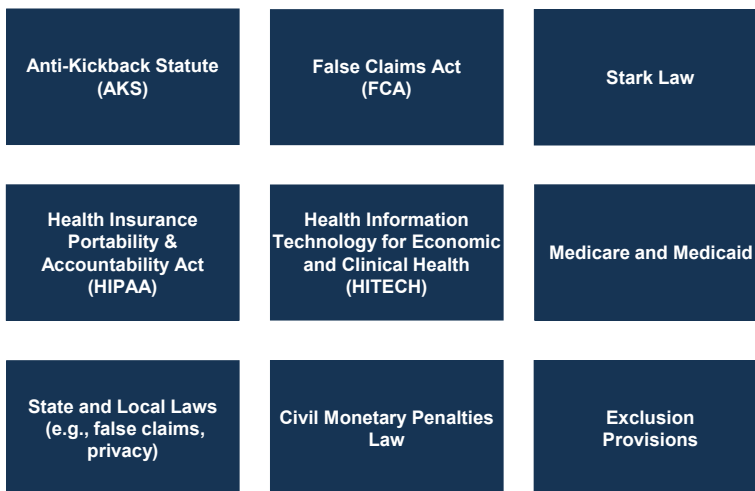 Anti-Kickback Statute
(AKS)
False Claims Act
(FCA)
Stark Law
Health Insurance
Portability &
Accountability Act
(HIPAA)
Health Information
Technology for Economic
and Clinical Health
(HITECH)
Medicare and Medicaid
State and Local Laws
(e.g., false claims,
privacy)
Civil Monetary Penalties
Law
Exclusion
Provisions